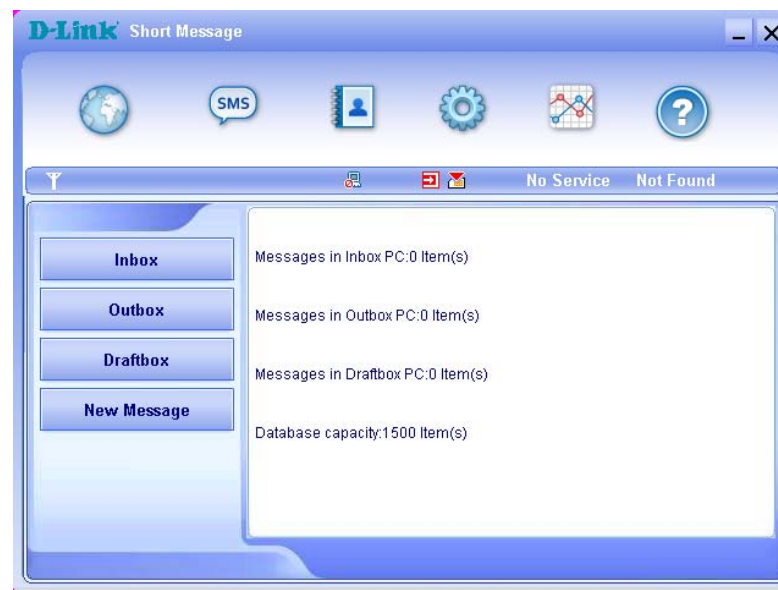 D-Link Short Message
SMS
?
No Service Not Found
Inbox
Outbox
Draftbox
New Message
Messages in Inbox PC:0 Item(s)
Messages in Outbox PC:0 Item(s)
Messages in Draftbox PC:0 Item(s)
Database capacity:1500 Item(s)